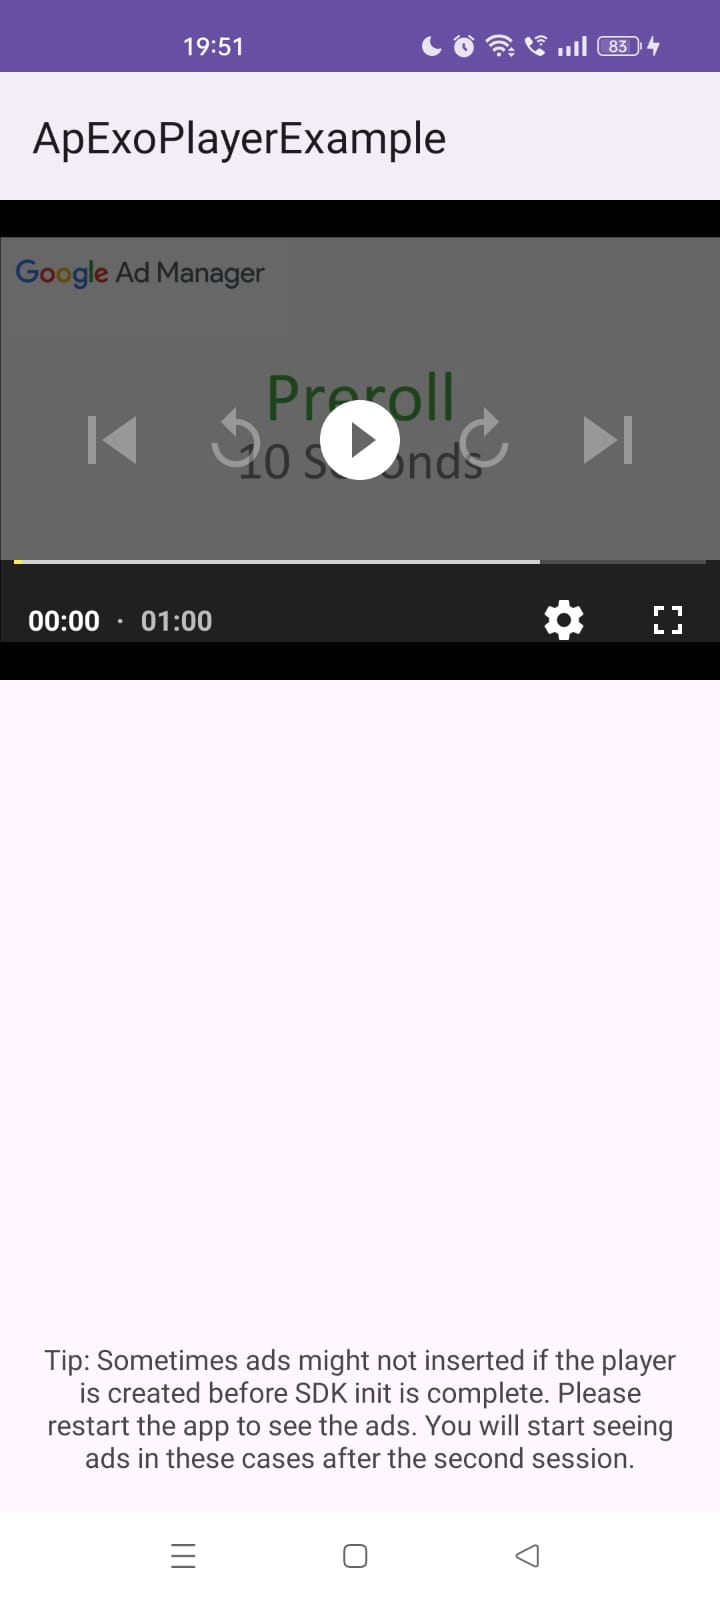 19:51
83
ApExoPlayerExample
Google Ad Manager
Preroll
10 Seconds
00:00 · 01:00
Tip: Sometimes ads might not inserted if the player
is created before SDK init is complete. Please
restart the app to see the ads. You will start seeing
ads in these cases after the second session.